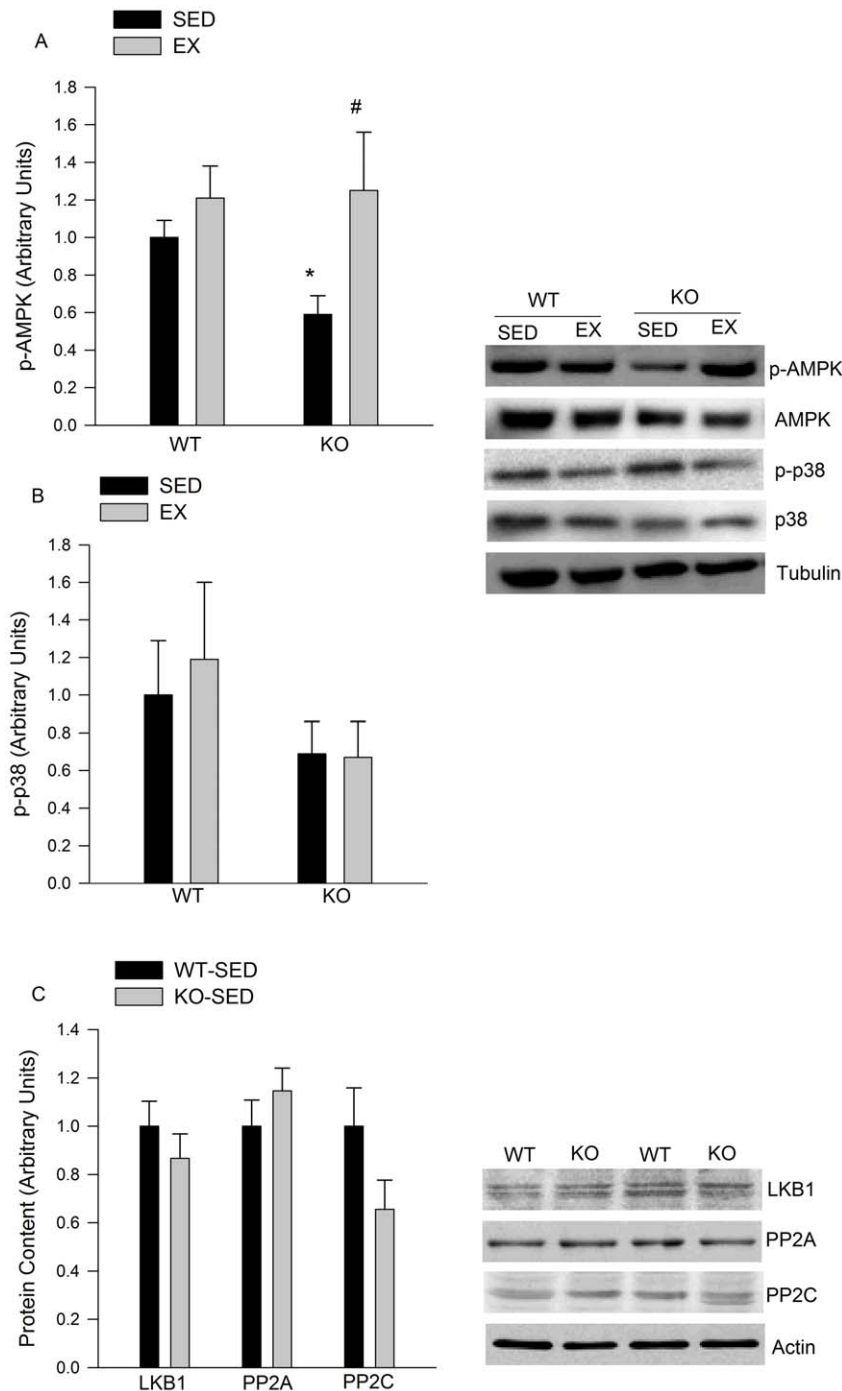 A
SED
EX
p-AMPK (Arbitrary Units)
1.8
1.6
1.4
1.2
1.0
0.8
0.6
0.4
0.2
0.0
*
#
WT KO
WT KO
SED EX SED EX
p-AMPK
AMPK
p-p38
p38
Tubulin
B
SED
EX
p-p38 (Arbitrary Units)
1.8
1.6
1.4
1.2
1.0
0.8
0.6
0.4
0.2
0.0
WT KO
C
WT-SED
KO-SED
Protein Content (Arbitrary Units)
1.4
1.2
1.0
0.8
0.6
0.4
0.2
0.0
LKB1 PP2A PP2C
WT KO WT KO
LKB1
PP2A
PP2C
Actin